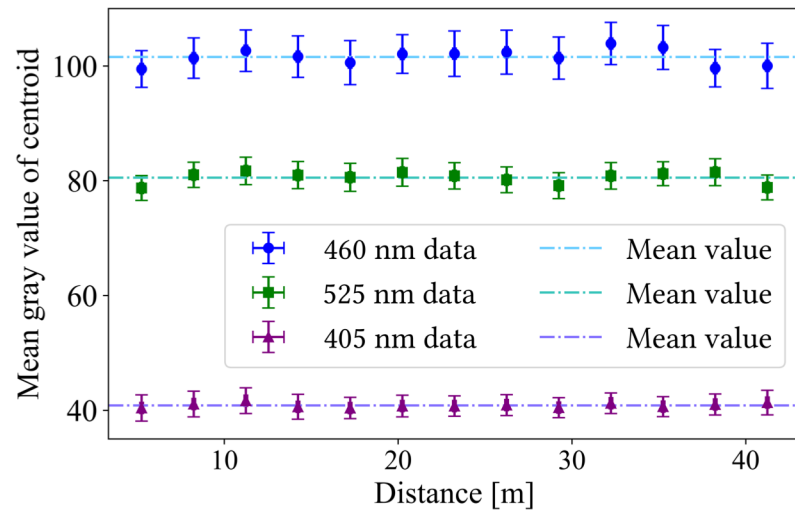 Mean gray value of centroid
100
80
60
40
460 nm data Mean value
525 nm data Mean value
405 nm data Mean value
10 20 30 40
Distance [m]